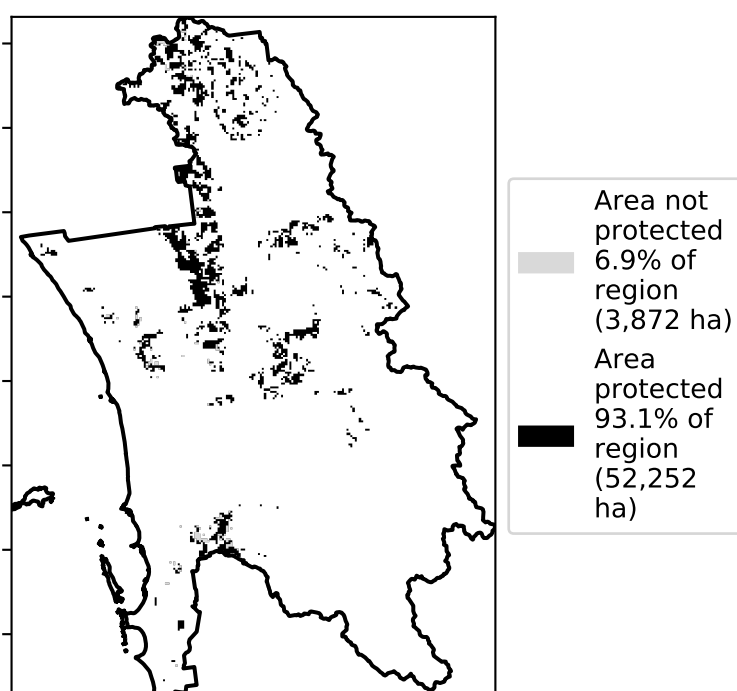 Area not
protected
6.9% of
region
(3,872 ha)
Area
protected
93.1% of
region
(52,252
ha)